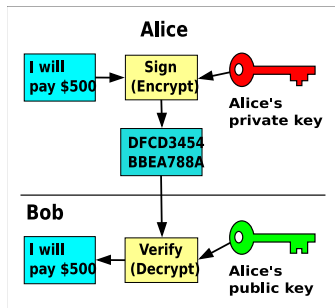 Alice
I will
pay $500
Sign
(Encrypt)
Alice's
private key
DFCD3454
BBEA788A
Bob
I will
pay $500
Verify
(Decrypt)
Alice's
public key